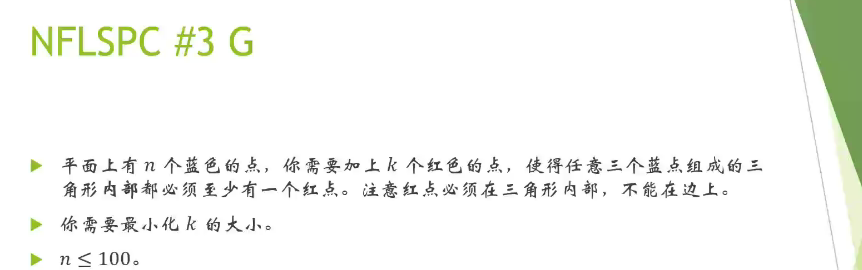 NFLSPC #3 G
▶ 平面上有 n 个蓝色的点，你需要加上 k 个红色的点，使得任意三个蓝点组成的三
角形内部都必须至少有一个红点。注意红点必须在三角形内部，不能在边上。
▶ 你需要最小化 k 的大小。
▶ n ≤ 100。